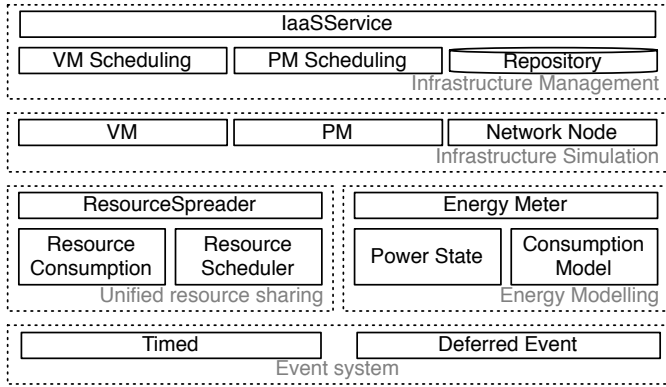 IaaSService
VM Scheduling PM Scheduling Repository
Infrastructure Management
VM PM Network Node
Infrastructure Simulation
ResourceSpreader
Resource Consumption
Resource Scheduler
Unified resource sharing
Energy Meter
Power State
Consumption Model
Energy Modelling
Timed Deferred Event
Event system